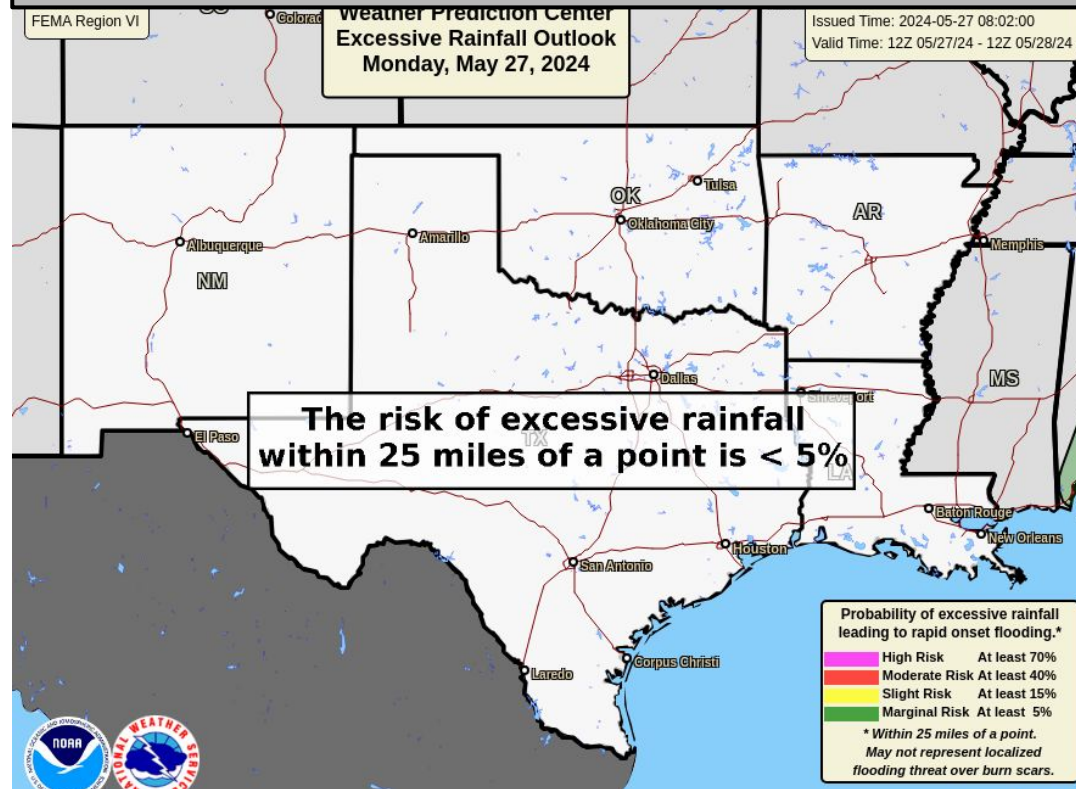 FEMA Region VI
Weather Prediction Center
Excessive Rainfall Outlook
Monday, May 27, 2024
Issued Time: 2024-05-27 08:02:00
Valid Time: 12Z 05/27/24 - 12Z 05/28/24
Tulsa
OK
Oklahoma City
AR
Amarillo
Albuquerque
Memphis
NM
Dallas
MS
Shreveport
The risk of excessive rainfall
within 25 miles of a point is < 5%
El Paso
TX
LA
Baton Rouge
New Orleans
Houston
San Antonio
Corpus Christi
Laredo
Probability of excessive rainfall
leading to rapid onset flooding.*
High Risk At least 70%
Moderate Risk At least 40%
Slight Risk At least 15%
Marginal Risk At least 5%
* Within 25 miles of a point.
May not represent localized
flooding threat over burn scars.
NOAA